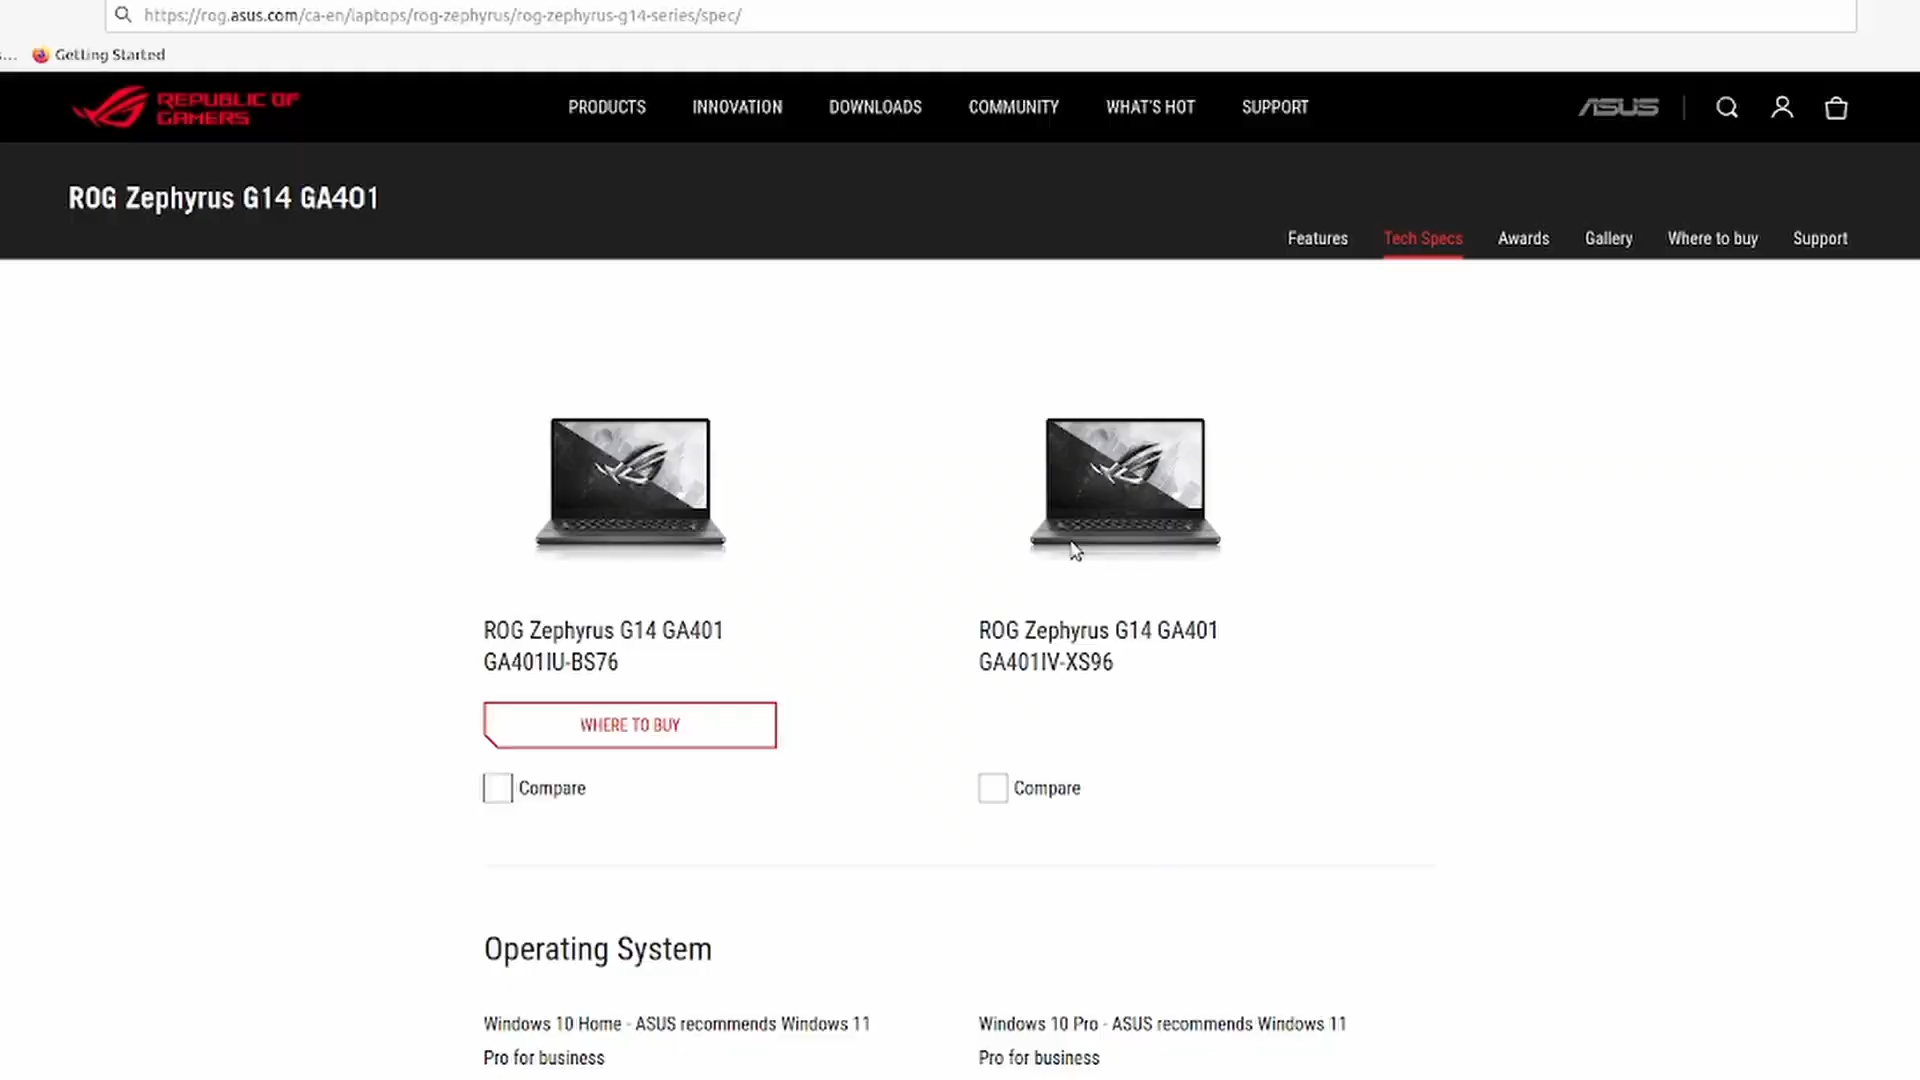 https://rog.asus.com/ca-en/laptops/rog-zephyrus/rog-zephyrus-g14-series/spec/
Getting Started
REPUBLIC OF
GAMERS
PRODUCTS INNOVATION DOWNLOADS COMMUNITY WHAT'S HOT SUPPORT
ASUS
ROG Zephyrus G14 GA401
Features Tech Specs Awards Gallery Where to buy Support
ROG Zephyrus G14 GA401
GA401IU-BS76
WHERE TO BUY
Compare
ROG Zephyrus G14 GA401
GA401IV-XS96
Compare
Operating System
Windows 10 Home - ASUS recommends Windows 11
Pro for business
Windows 10 Pro - ASUS recommends Windows 11
Pro for business